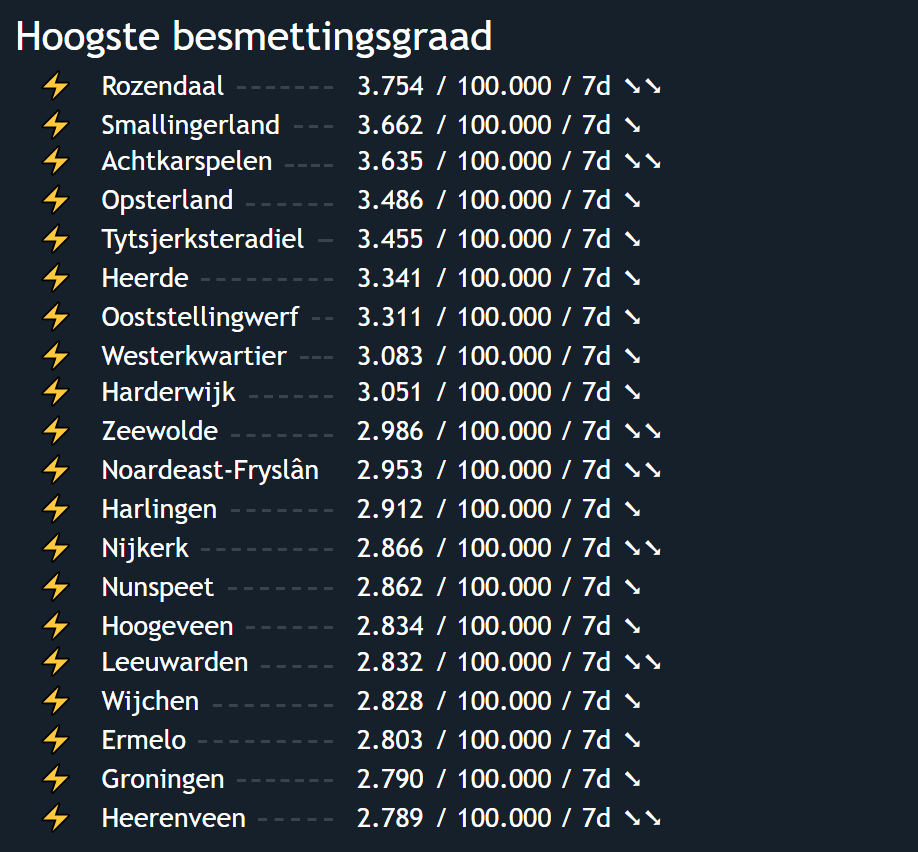 Hoogste besmettingsgraad
⚡ Rozendaal ------- 3.754 / 100.000 / 7d ➘➘
⚡ Smallingerland --- 3.662 / 100.000 / 7d ➘
⚡ Achtkarspelen ---- 3.635 / 100.000 / 7d ➘➘
⚡ Opsterland ------ 3.486 / 100.000 / 7d ➘
⚡ Tytsjerksteradiel - 3.455 / 100.000 / 7d ➘
⚡ Heerde --------- 3.341 / 100.000 / 7d ➘
⚡ Ooststellingwerf -- 3.311 / 100.000 / 7d ➘
⚡ Westerkwartier --- 3.083 / 100.000 / 7d ➘
⚡ Harderwijk ------ 3.051 / 100.000 / 7d ➘
⚡ Zeewolde ------- 2.986 / 100.000 / 7d ➘➘
⚡ Noardeast-Fryslân 2.953 / 100.000 / 7d ➘➘
⚡ Harlingen ------- 2.912 / 100.000 / 7d ➘
⚡ Nijkerk --------- 2.866 / 100.000 / 7d ➘➘
⚡ Nunspeet ------- 2.862 / 100.000 / 7d ➘
⚡ Hoogeveen ------ 2.834 / 100.000 / 7d ➘
⚡ Leeuwarden ----- 2.832 / 100.000 / 7d ➘➘
⚡ Wijchen -------- 2.828 / 100.000 / 7d ➘
⚡ Ermelo --------- 2.803 / 100.000 / 7d ➘
⚡ Groningen ------- 2.790 / 100.000 / 7d ➘
⚡ Heerenveen ----- 2.789 / 100.000 / 7d ➘➘